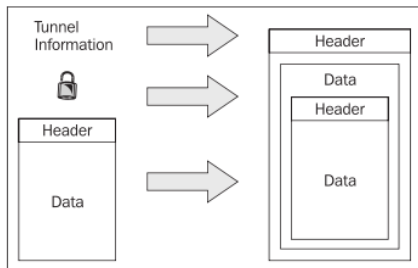 Tunnel
Information
Header
Data
Header
Data
Header
Data